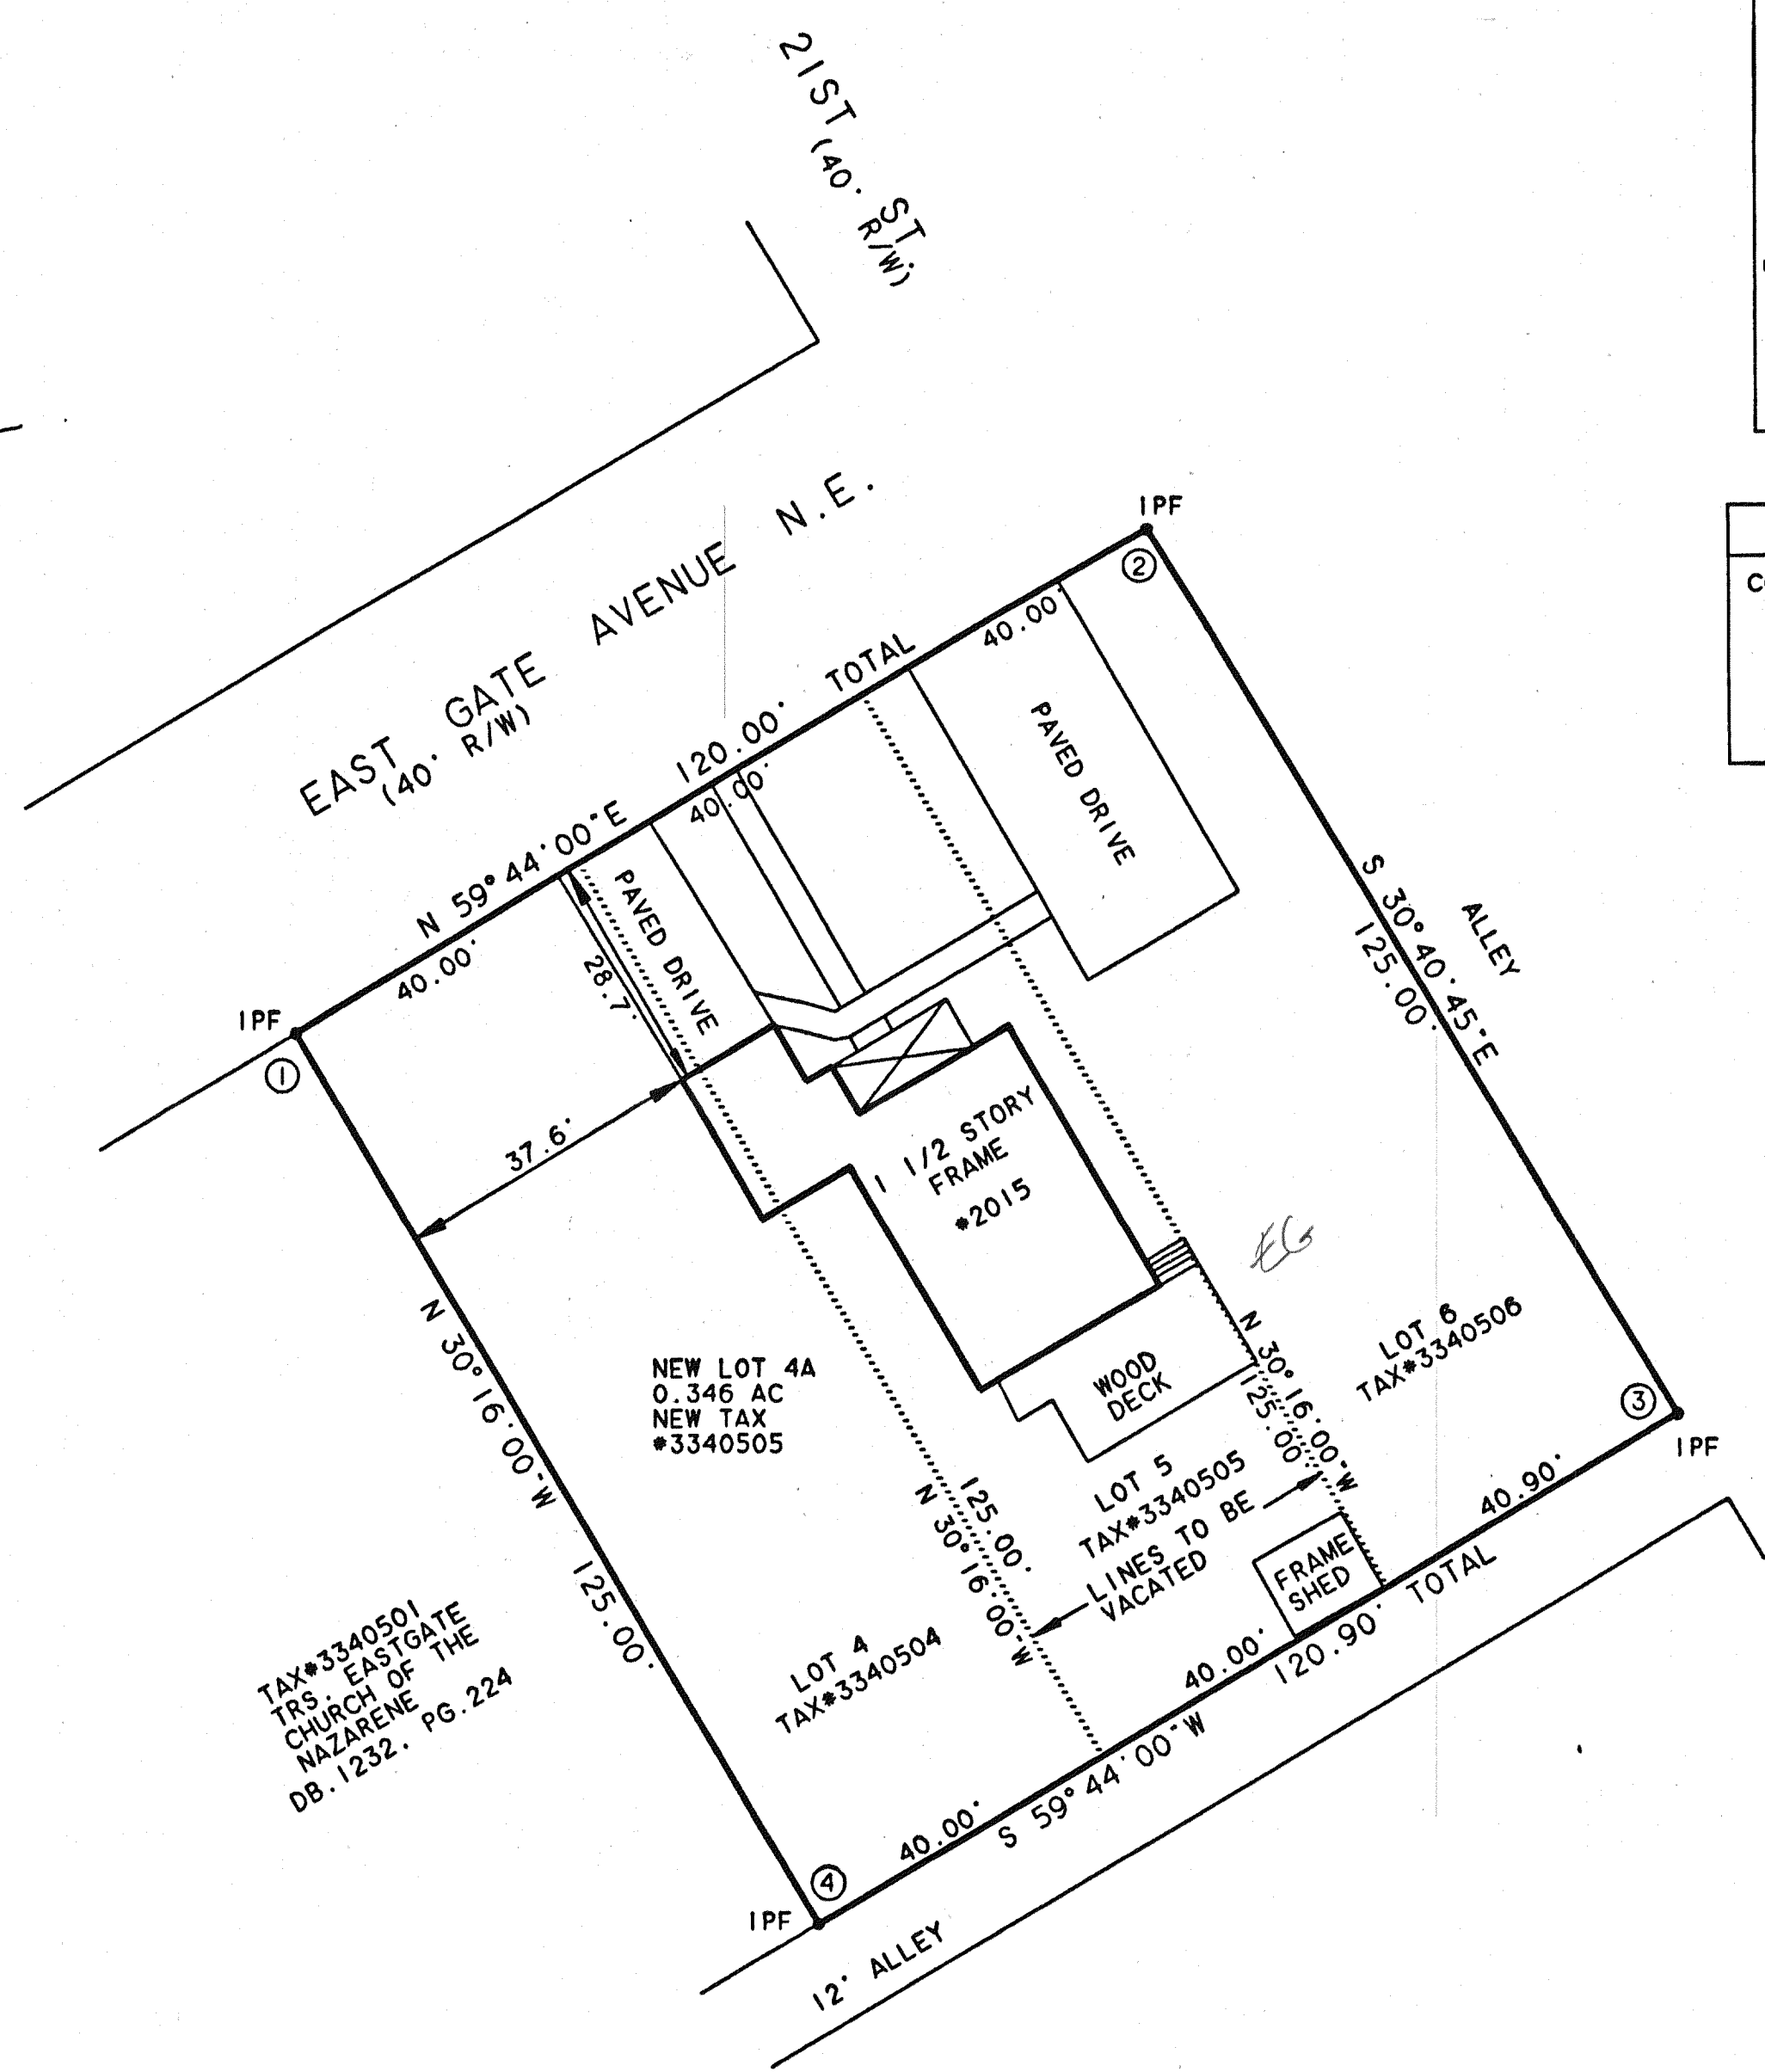 21ST ST.
(40' R/W)
EAST GATE AVENUE N.E.
(40' R/W)
IPF
2
120.00' TOTAL
40.00'
40.00'
N 59°44'00"E
40.00'
PAVED DRIVE
PAVED DRIVE
28.7'
IPF
1
37.6'
S 30°40'45"E
125.00'
ALLEY
1 1/2 STORY
FRAME
#2015
EG
N 30°16'00"W
125.00'
NEW LOT 4A
0.346 AC
NEW TAX
#3340505
WOOD
DECK
N 30°16'00"W
125.00'
LOT 6
TAX#3340506
3
IPF
LOT 5
TAX#3340505
LINES TO BE
VACATED
125.00'
N 30°16'00"W
FRAME
SHED
40.90'
120.90' TOTAL
40.00'
LOT 4
TAX#3340504
TAX#3340501
TRS. EASTGATE
CHURCH OF THE
NAZARENE
DB.1232, PG.224
S 59°44'00"W
40.00'
4
IPF
12' ALLEY